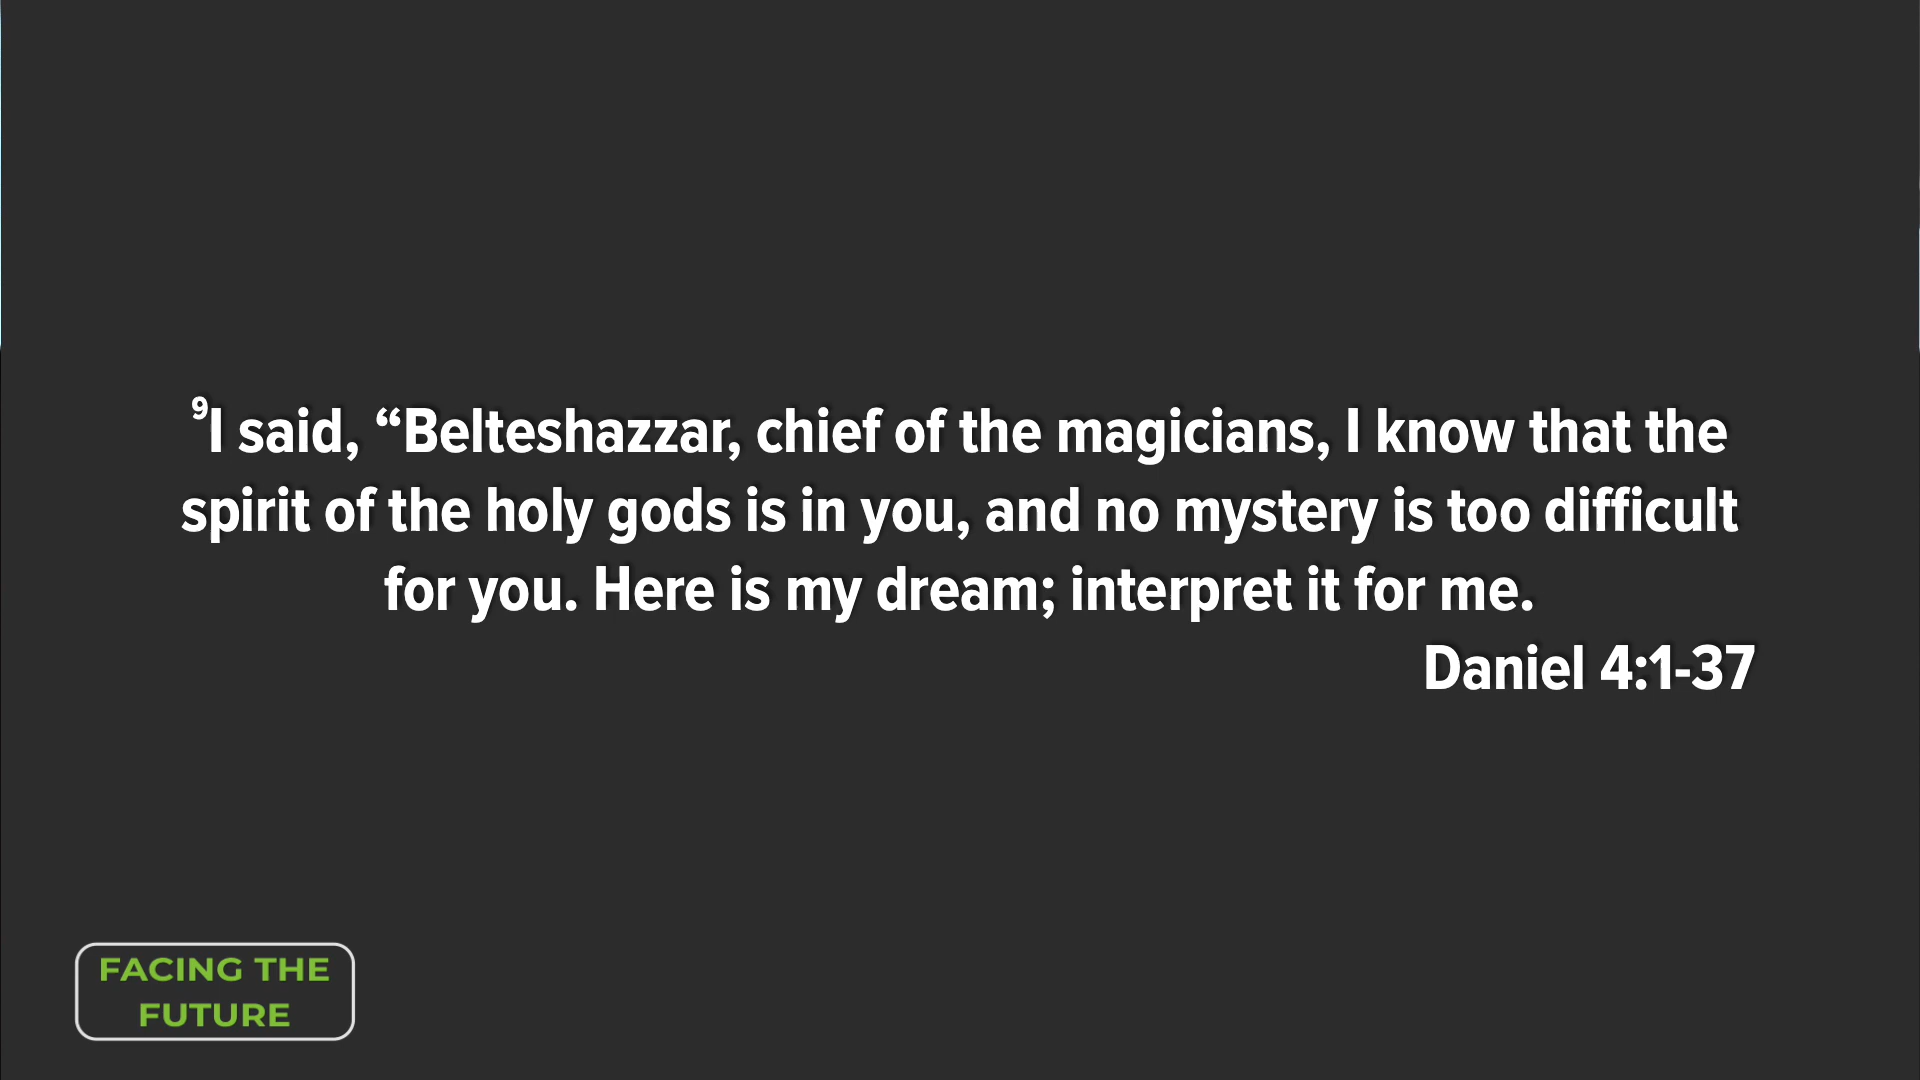 ⁹I said, “Belteshazzar, chief of the magicians, I know that the
spirit of the holy gods is in you, and no mystery is too difficult
for you. Here is my dream; interpret it for me.
Daniel 4:1-37
FACING THE
FUTURE